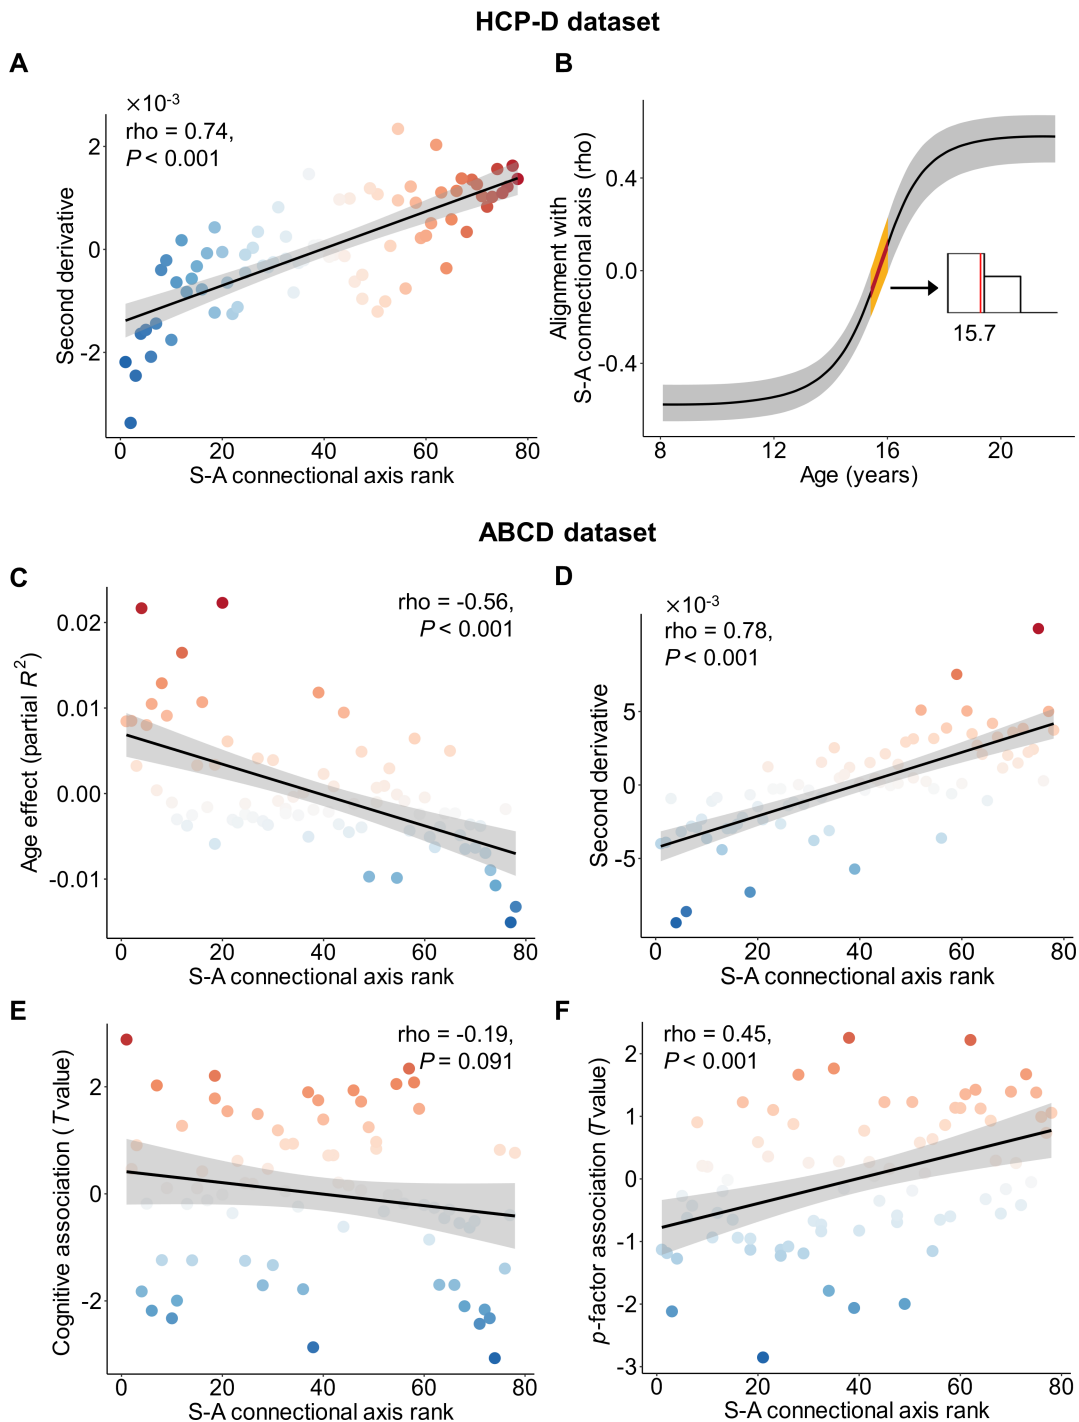 HCP-D dataset
A
×10-3
rho = 0.74,
P < 0.001
Second derivative
2
0
-2
0 20 40 60 80
S-A connectional axis rank
B
Alignment with
S-A connectional axis (rho)
0.4
0.0
-0.4
15.7
8 12 16 20
Age (years)
ABCD dataset
C
rho = -0.56,
P < 0.001
Age effect (partial R2)
0.02
0.01
0.00
-0.01
0 20 40 60 80
S-A connectional axis rank
D
×10-3
rho = 0.78,
P < 0.001
Second derivative
5
0
-5
0 20 40 60 80
S-A connectional axis rank
E
rho = -0.19,
P = 0.091
Cognitive association (T value)
2
0
-2
0 20 40 60 80
S-A connectional axis rank
F
rho = 0.45,
P < 0.001
p-factor association (T value)
2
1
0
-1
-2
-3
0 20 40 60 80
S-A connectional axis rank